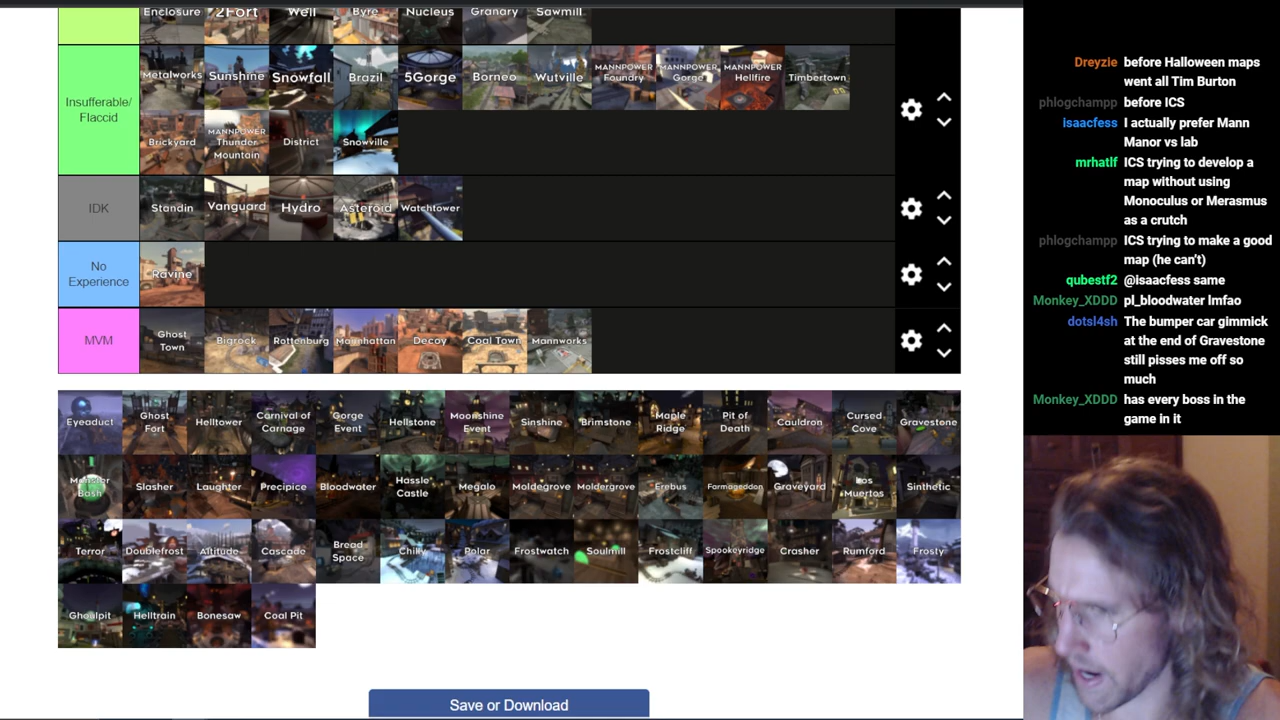 Enclosure 2Fort Well Byre Nucleus Granary Sawmill
Insufferable/
Flaccid
Metalworks Sunshine Snowfall Brazil 5Gorge Borneo Wutville MANNPOWER Foundry MANNPOWER Gorge MANNPOWER Hellfire Timbertown
Brickyard MANNPOWER Thunder Mountain District Snowville
IDK
Standin Vanguard Hydro Asteroid Watchtower
No
Experience
Ravine
MVM
Ghost Town Bigrock Rottenburg Mannhattan Decoy Coal Town Mannworks
Eyeaduct Ghost Fort Helltower Carnival of Carnage Gorge Event Hellstone Moonshine Event Sinshine Brimstone Maple Ridge Pit of Death Cauldron Cursed Cove Gravestone
Monster Bash Slasher Laughter Precipice Bloodwater Hassle Castle Megalo Moldegrove Moldergrove Erebus Farmageddon Graveyard Los Muertos Sinthetic
Terror Doublefrost Altitude Cascade Bread Space Chilly Polar Frostwatch Soulmill Frostcliff Spookeyridge Crasher Rumford Frosty
Ghoulpit Helltrain Bonesaw Coal Pit
Save or Download
Dreyzie before Halloween maps
went all Tim Burton
phlogchampp before ICS
isaacfess I actually prefer Mann
Manor vs lab
mrhatlf ICS trying to develop a
map without using
Monoculus or Merasmus
as a crutch
phlogchampp ICS trying to make a good
map (he can't)
qubestf2 @isaacfess same
Monkey_XDDD pl_bloodwater lmfao
dotsl4sh The bumper car gimmick
at the end of Gravestone
still pisses me off so
much
Monkey_XDDD has every boss in the
game in it